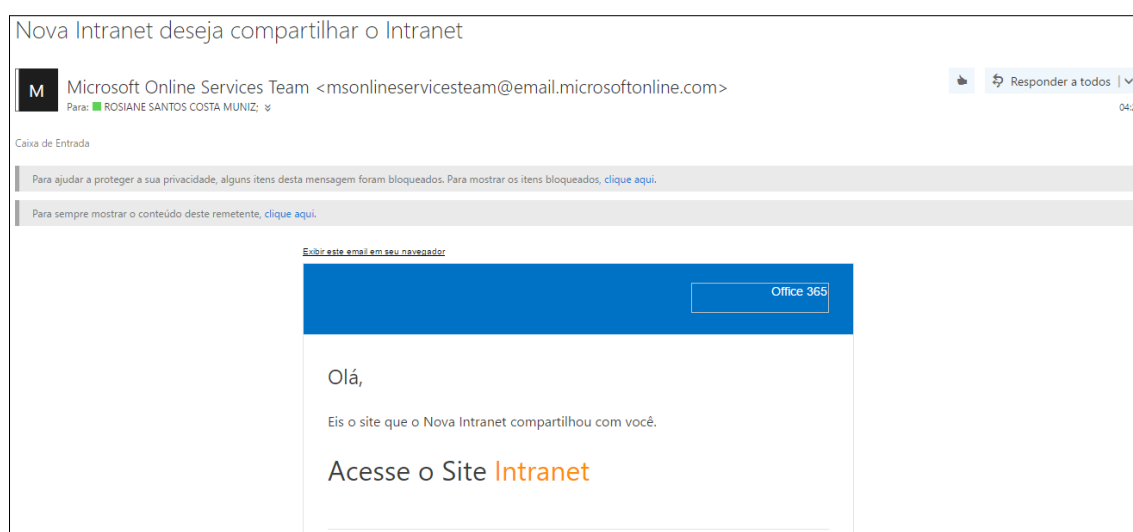 Nova Intranet deseja compartilhar o Intranet
M
Microsoft Online Services Team <msonlineservicesteam@email.microsoftonline.com>
Responder a todos
Para: ROSIANE SANTOS COSTA MUNIZ;
Caixa de Entrada
Para ajudar a proteger a sua privacidade, alguns itens desta mensagem foram bloqueados. Para mostrar os itens bloqueados, clique aqui.
Para sempre mostrar o conteúdo deste remetente, clique aqui.
Exibir este email em seu navegador
Office 365
Olá,
Eis o site que o Nova Intranet compartilhou com você.
Acesse o Site Intranet